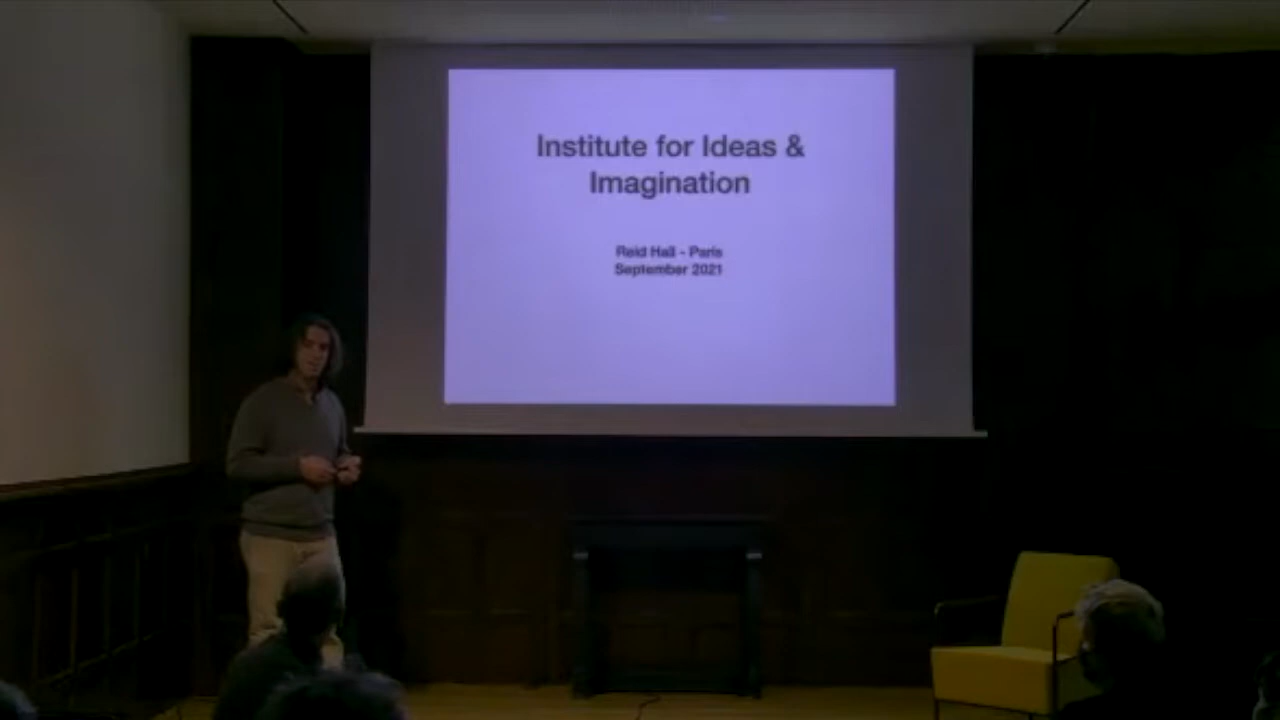 Institute for Ideas &
Imagination
Reid Hall - Paris
September 2021